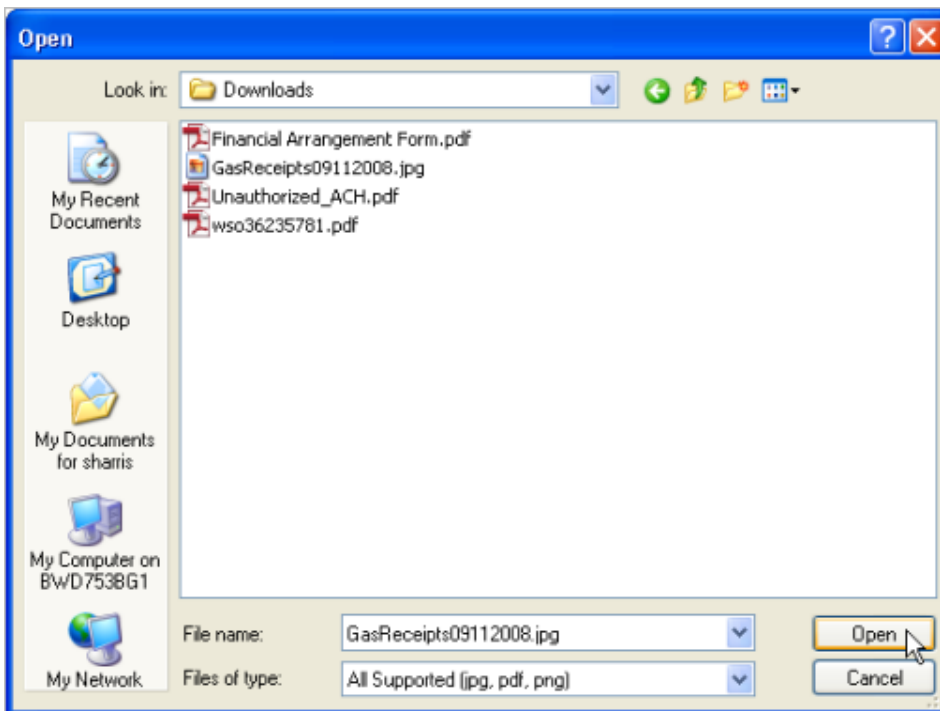 Open
Look in:
Downloads
My Recent
Documents
Desktop
My Documents
for sharris
My Computer on
BWD753BG1
My Network
Financial Arrangement Form.pdf
GasReceipts09112008.jpg
Unauthorized_ACH.pdf
wso36235781.pdf
File name:
GasReceipts09112008.jpg
Open
Files of type:
All Supported (jpg, pdf, png)
Cancel